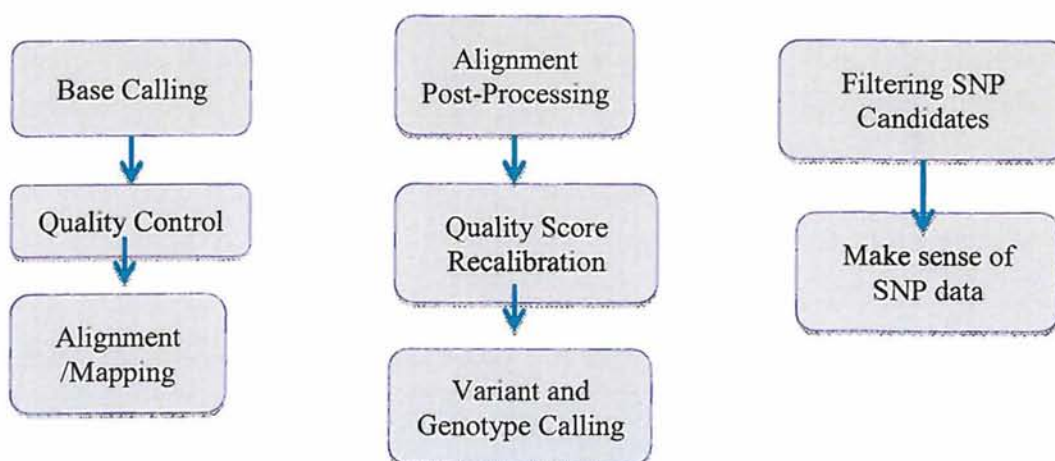 Base Calling
Quality Control
Alignment
/Mapping
Alignment
Post-Processing
Quality Score
Recalibration
Variant and
Genotype Calling
Filtering SNP
Candidates
Make sense of
SNP data